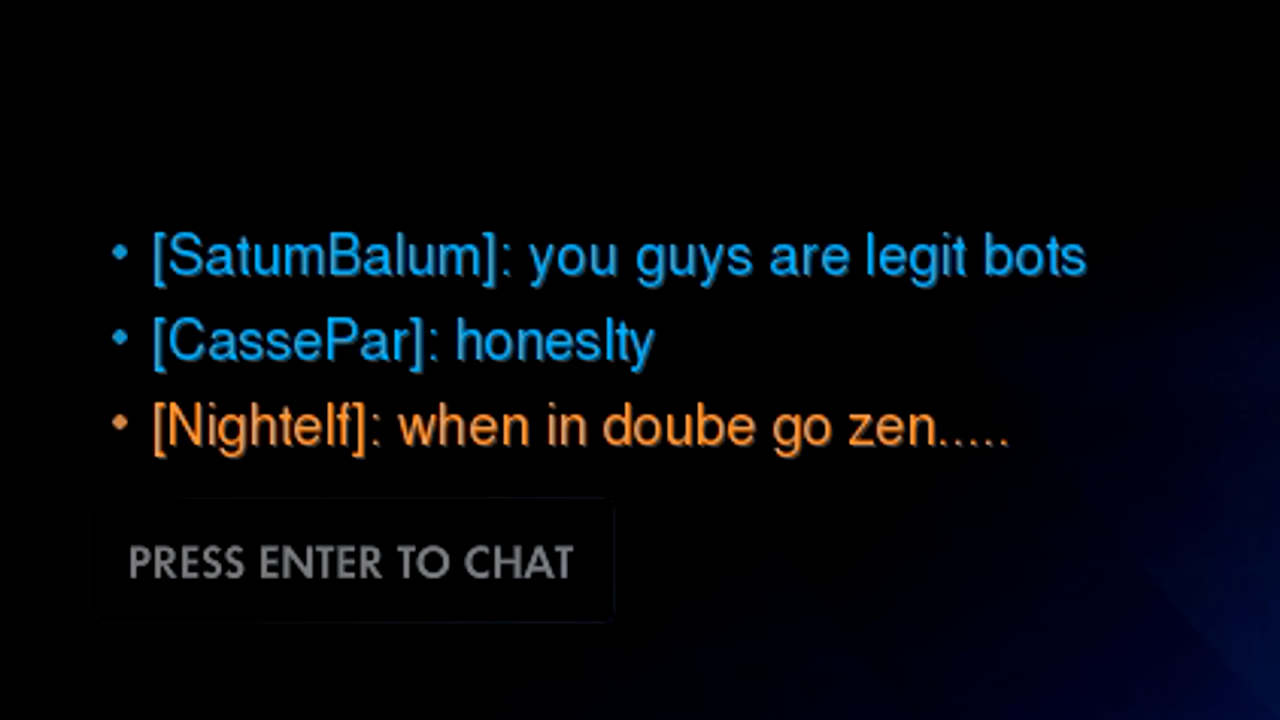 • [SatumBalum]: you guys are legit bots
• [CassePar]: honeslty
• [Nightelf]: when in doube go zen.....
PRESS ENTER TO CHAT